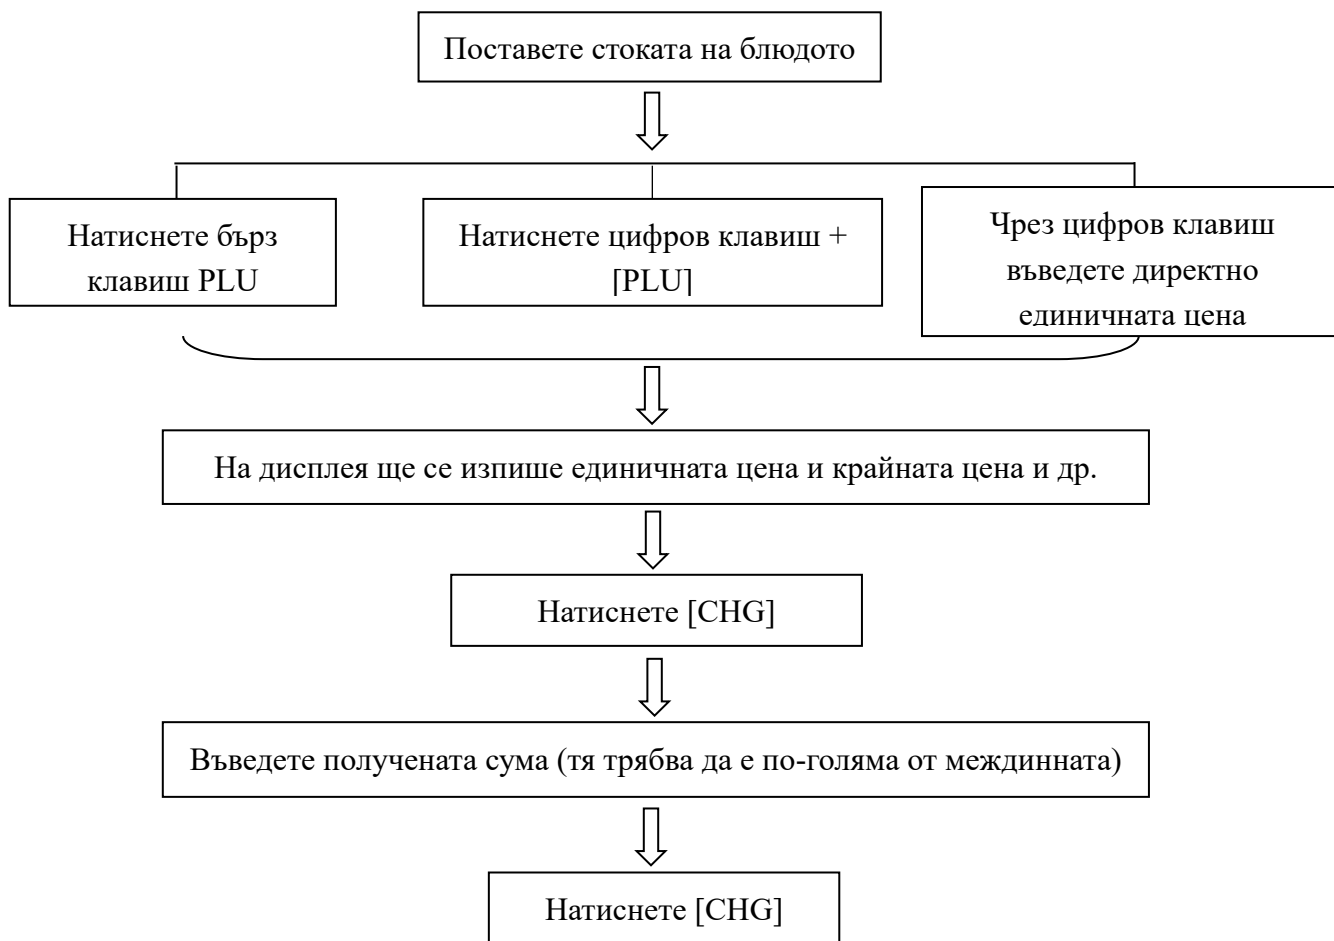 Поставете стоката на блюдото
Натиснете бърз
клавиш PLU
Натиснете цифров клавиш +
[PLU]
Чрез цифров клавиш
въведете директно
единичната цена
На дисплея ще се изпише единичната цена и крайната цена и др.
Натиснете [CHG]
Въведете получената сума (тя трябва да е по-голяма от междинната)
Натиснете [CHG]